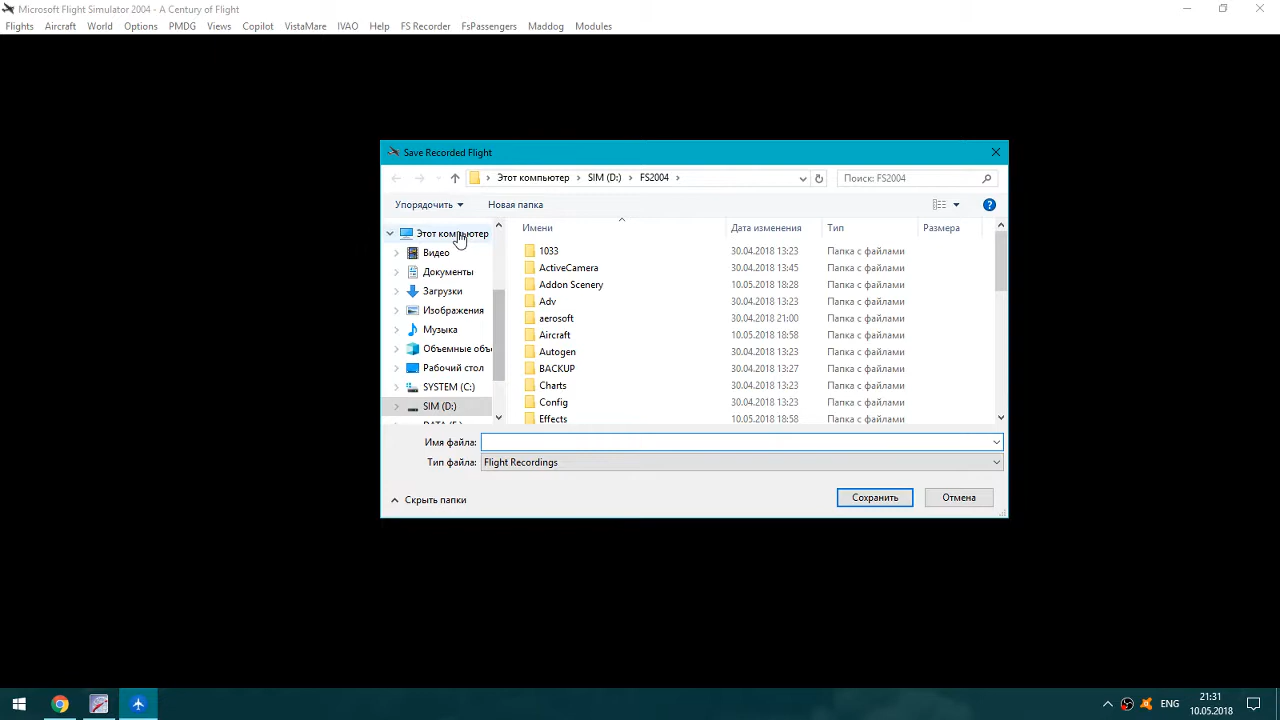 Microsoft Flight Simulator 2004 - A Century of Flight
Flights Aircraft World Options PMDG Views Copilot VistaMare IVAO Help FS Recorder FsPassengers Maddog Modules
Save Recorded Flight
Этот компьютер SIM (D:) FS2004
Поиск: FS2004
Упорядочить Новая папка
Этот компьютер
Видео
Документы
Загрузки
Изображения
Музыка
Объемные объ
Рабочий стол
SYSTEM (C:)
SIM (D:)
DATA (E:)
Имени Дата изменения Тип Размера
1033 30.04.2018 13:23 Папка с файлами
ActiveCamera 30.04.2018 13:45 Папка с файлами
Addon Scenery 10.05.2018 18:28 Папка с файлами
Adv 30.04.2018 13:23 Папка с файлами
aerosoft 30.04.2018 21:00 Папка с файлами
Aircraft 10.05.2018 18:58 Папка с файлами
Autogen 30.04.2018 13:23 Папка с файлами
BACKUP 30.04.2018 13:27 Папка с файлами
Charts 30.04.2018 13:23 Папка с файлами
Config 30.04.2018 13:23 Папка с файлами
Effects 10.05.2018 18:58 Папка с файлами
Имя файла:
Тип файла: Flight Recordings
Скрыть папки
Сохранить Отмена
ENG
21:31
10.05.2018